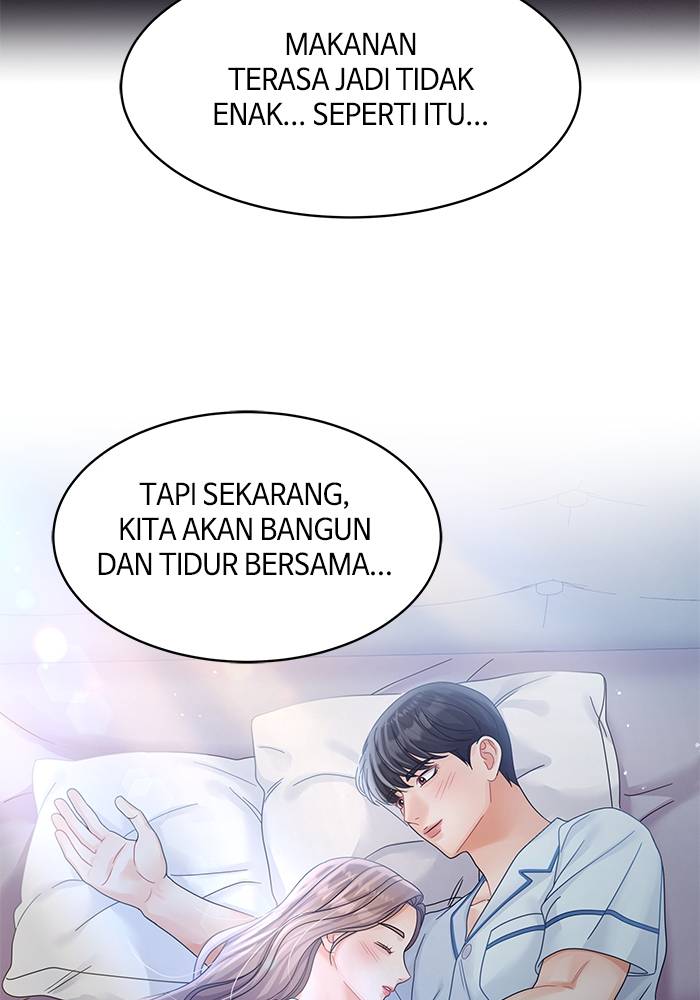 MAKANAN
TERASA JADI TIDAK
ENAK... SEPERTI ITU...
TAPI SEKARANG,
KITA AKAN BANGUN
DAN TIDUR BERSAMA...